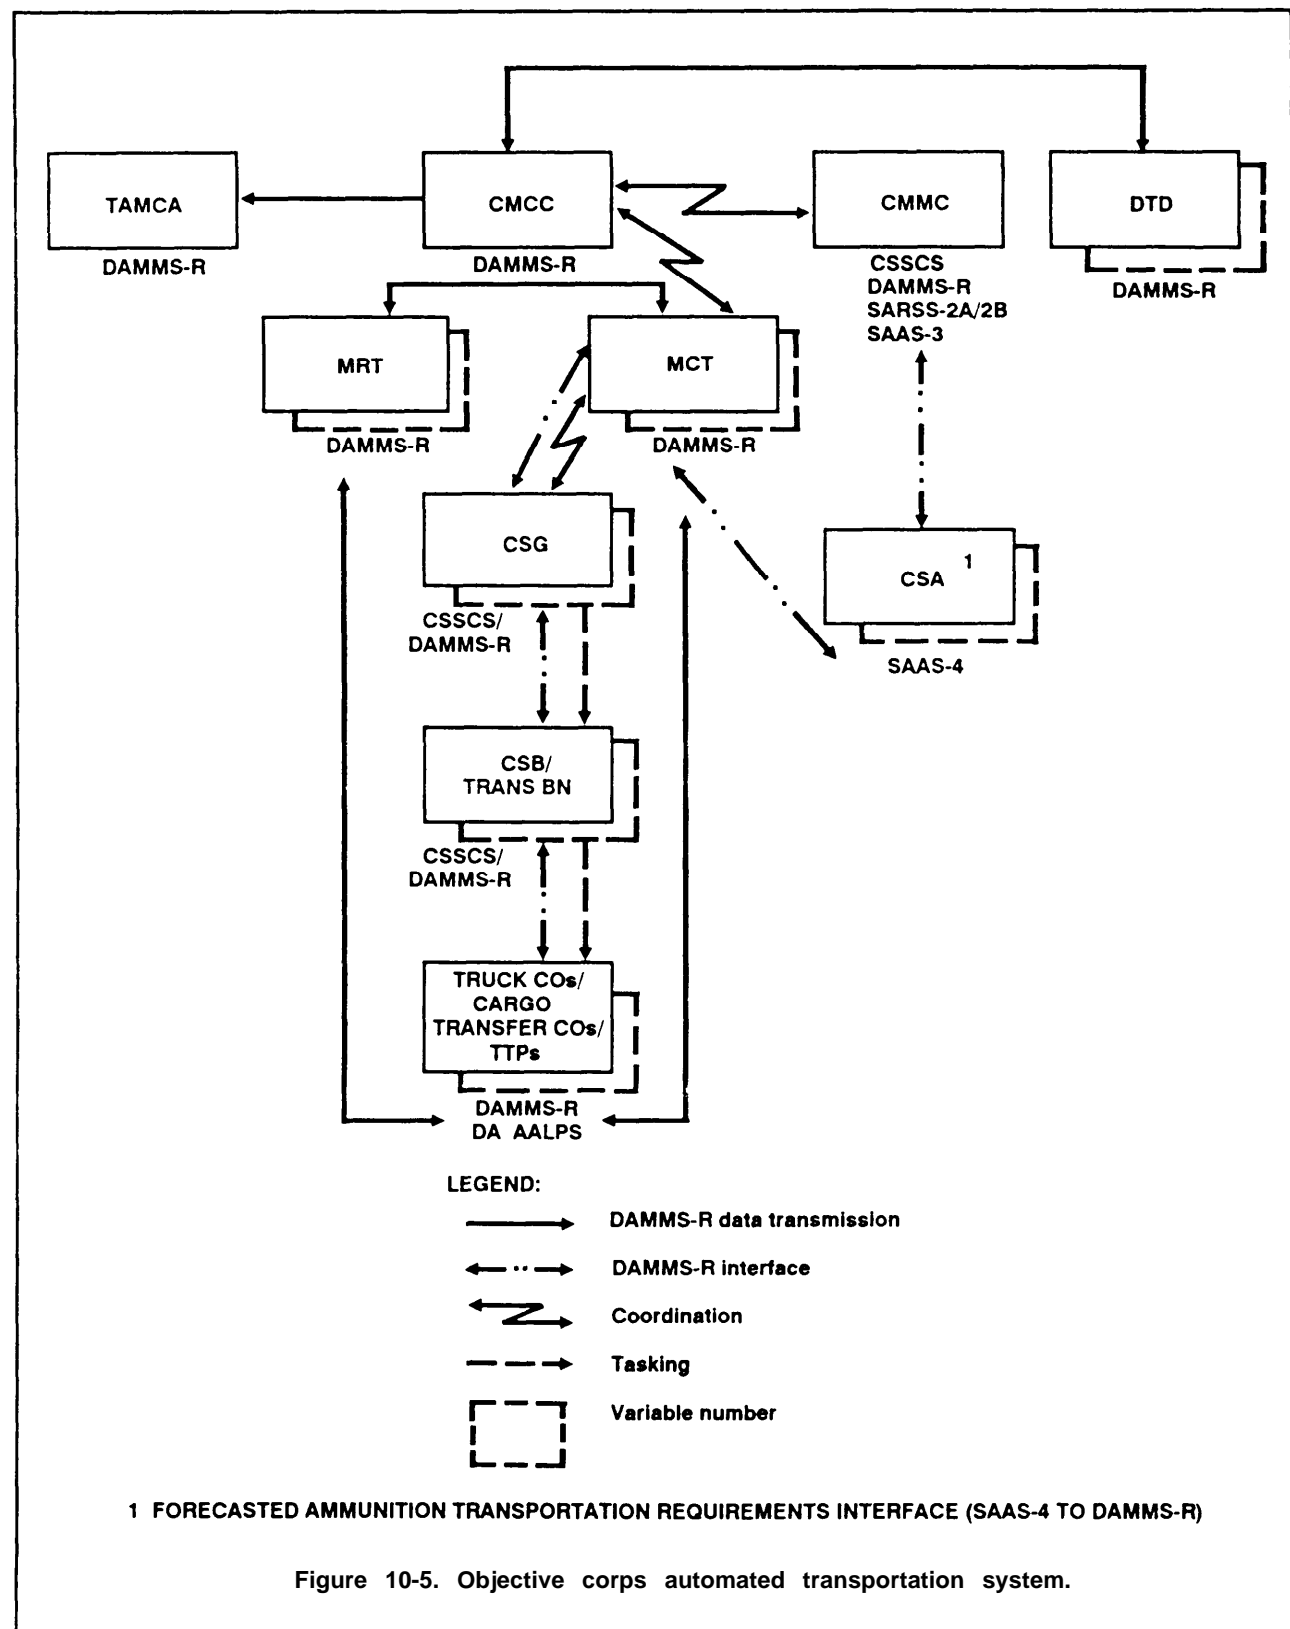 TAMCA
DAMMS-R
CMCC
DAMMS-R
CMMC
CSSCS
DAMMS-R
SARSS-2A/2B
SAAS-3
DTD
DAMMS-R
MRT
DAMMS-R
MCT
DAMMS-R
CSG
CSSCS/
DAMMS-R
CSA 1
SAAS-4
CSB/
TRANS BN
CSSCS/
DAMMS-R
TRUCK COs/
CARGO
TRANSFER COs/
TTPs
DAMMS-R
DA AALPS
LEGEND:
DAMMS-R data transmission
DAMMS-R interface
Coordination
Tasking
Variable number
1 FORECASTED AMMUNITION TRANSPORTATION REQUIREMENTS INTERFACE (SAAS-4 TO DAMMS-R)
Figure 10-5. Objective corps automated transportation system.